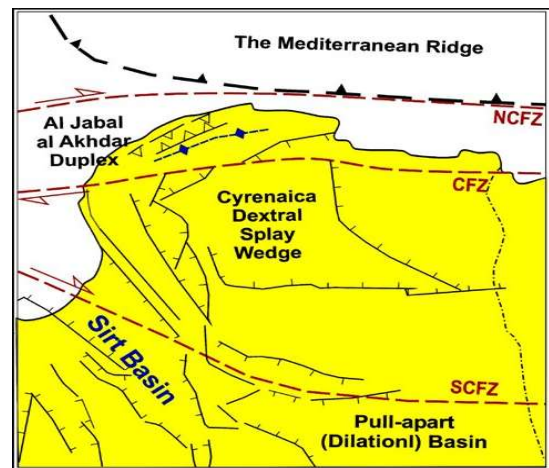 The Mediterranean Ridge
NCFZ
Al Jabal
al Akhdar
Duplex
CFZ
Cyrenaica
Dextral
Splay
Wedge
Sirt Basin
SCFZ
Pull-apart
(Dilationl) Basin